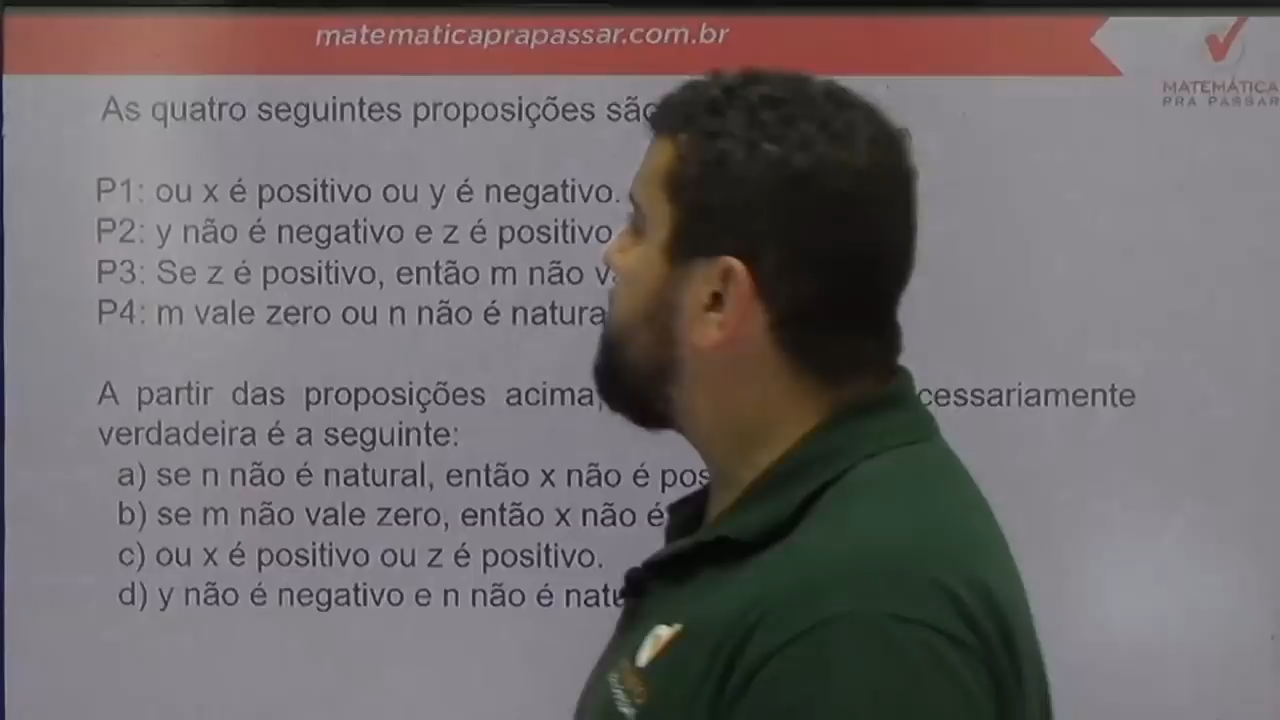 matematicaprapassar.com.br
MATEMÁTICA
PRA PASSAR
As quatro seguintes proposições são
P1: ou x é positivo ou y é negativo.
P2: y não é negativo e z é positivo
P3: Se z é positivo, então m não
P4: m vale zero ou n não é natura
A partir das proposições acima, cessariamente
verdadeira é a seguinte:
a) se n não é natural, então x não é pos
b) se m não vale zero, então x não é
c) ou x é positivo ou z é positivo.
d) y não é negativo e n não é natu